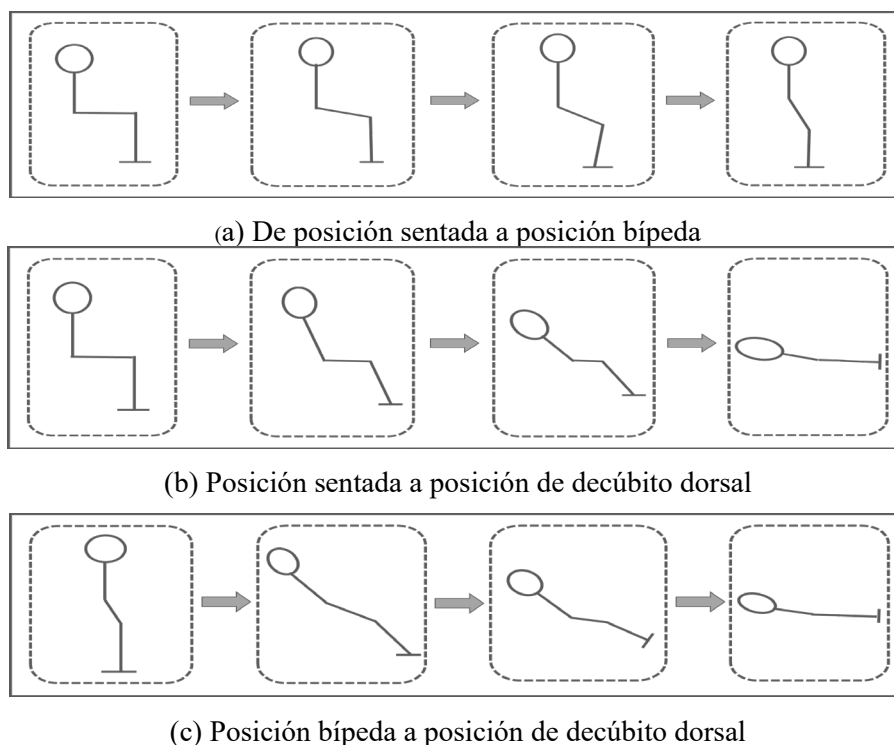 (a) De posición sentada a posición bípeda
(b) Posición sentada a posición de decúbito dorsal
(c) Posición bípeda a posición de decúbito dorsal